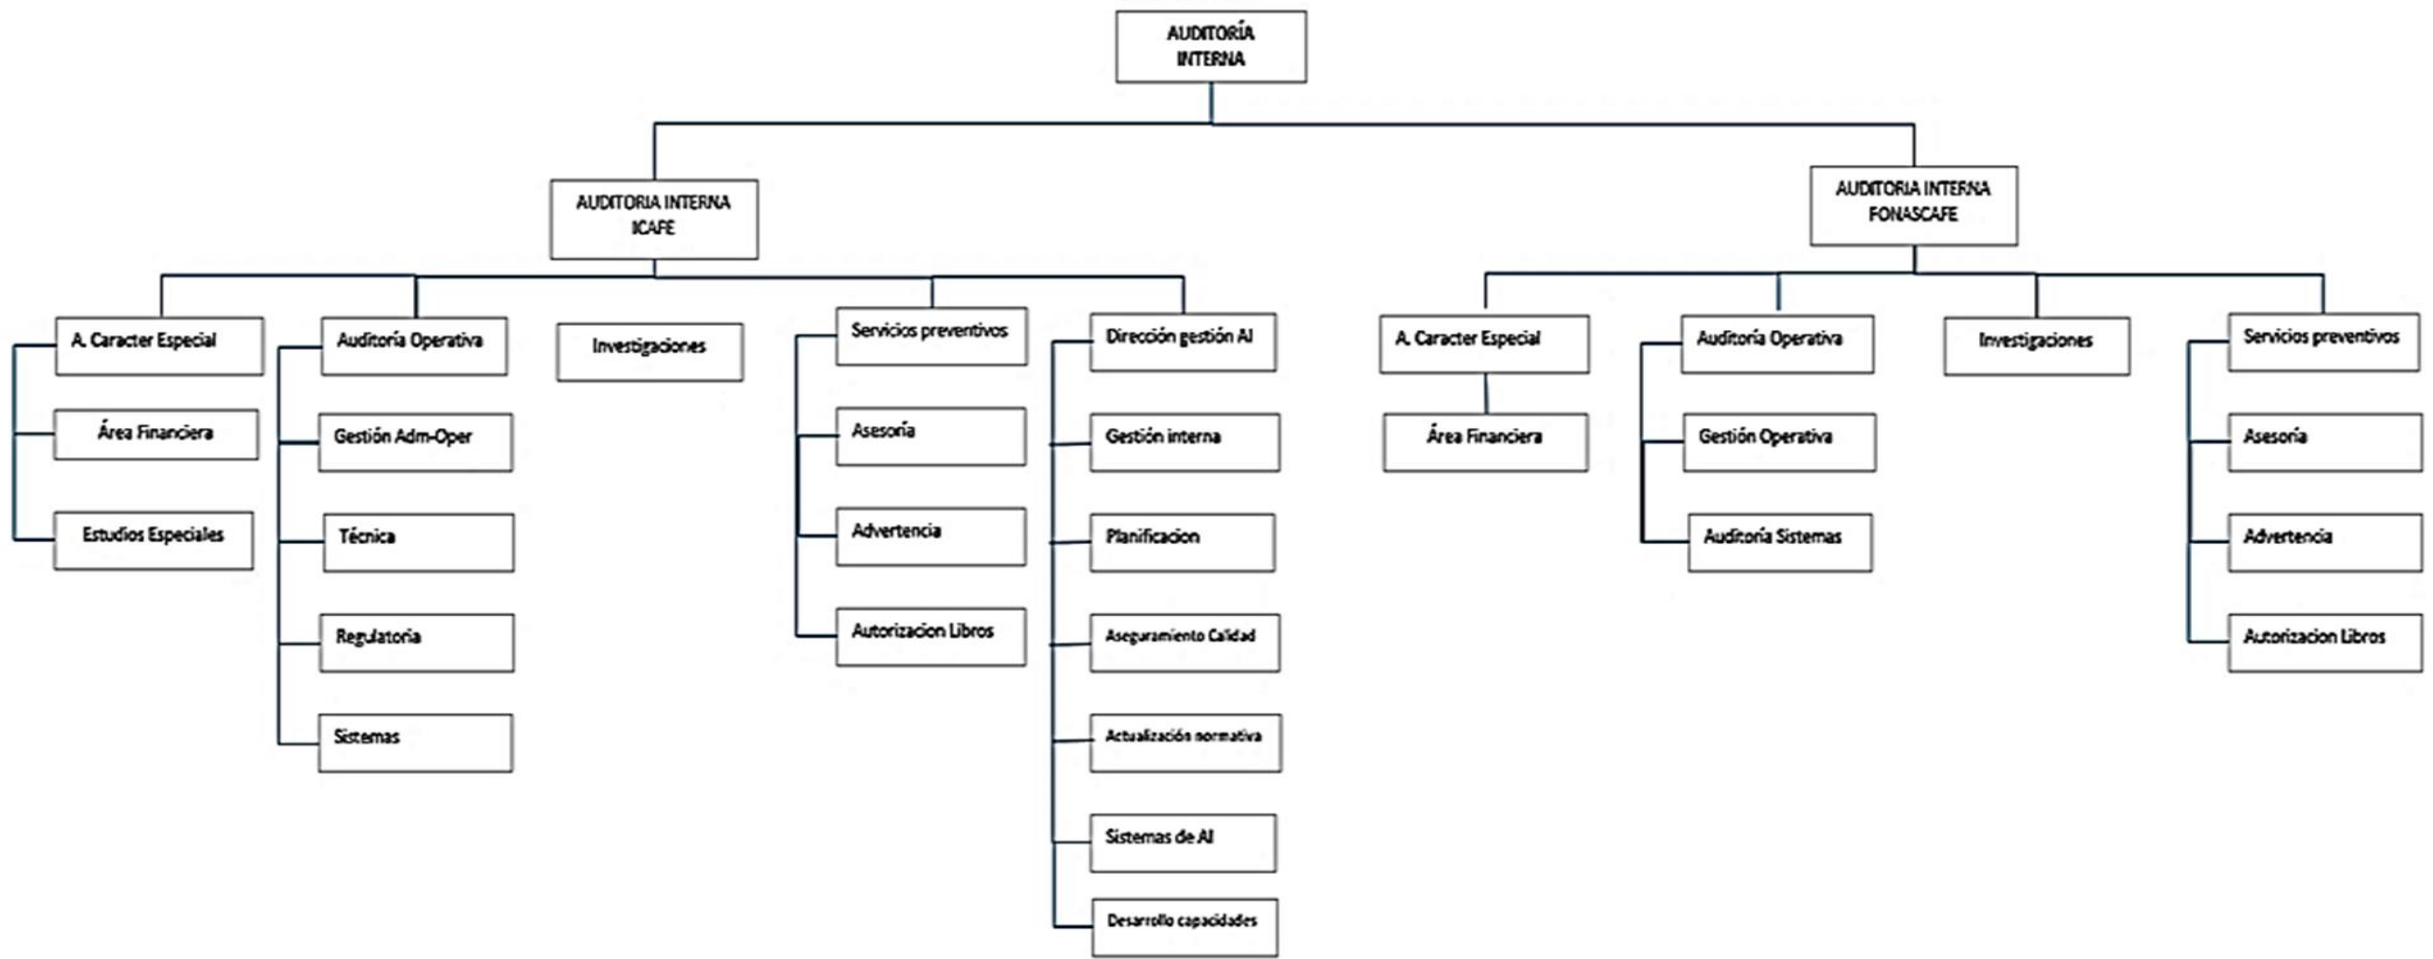 AUDITORÍA
INTERNA
AUDITORIA INTERNA
ICAFE
AUDITORIA INTERNA
FONASCAFE
A. Caracter Especial
Área Financiera
Estudios Especiales
Auditoría Operativa
Gestión Adm-Oper
Técnica
Regulatoria
Sistemas
Investigaciones
Servicios preventivos
Asesoría
Advertencia
Autorizacion Libros
Dirección gestión AI
Gestión interna
Planificacion
Aseguramiento Calidad
Actualización normativa
Sistemas de AI
Desarrollo capacidades
A. Caracter Especial
Área Financiera
Auditoría Operativa
Gestión Operativa
Auditoría Sistemas
Investigaciones
Servicios preventivos
Asesoría
Advertencia
Autorizacion Libros